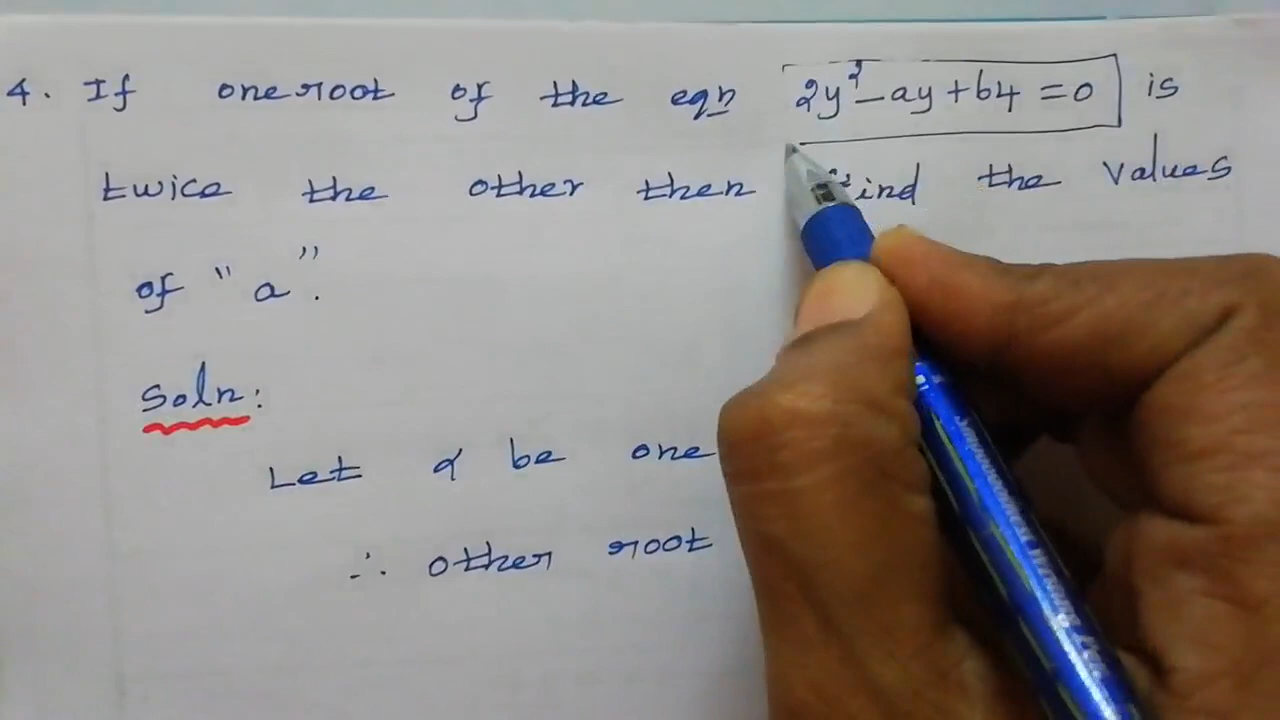 4. If one root of the eqn 2y² - ay + 64 = 0 is
twice the other then find the values
of "a".
Soln:
Let α be one
∴ other root